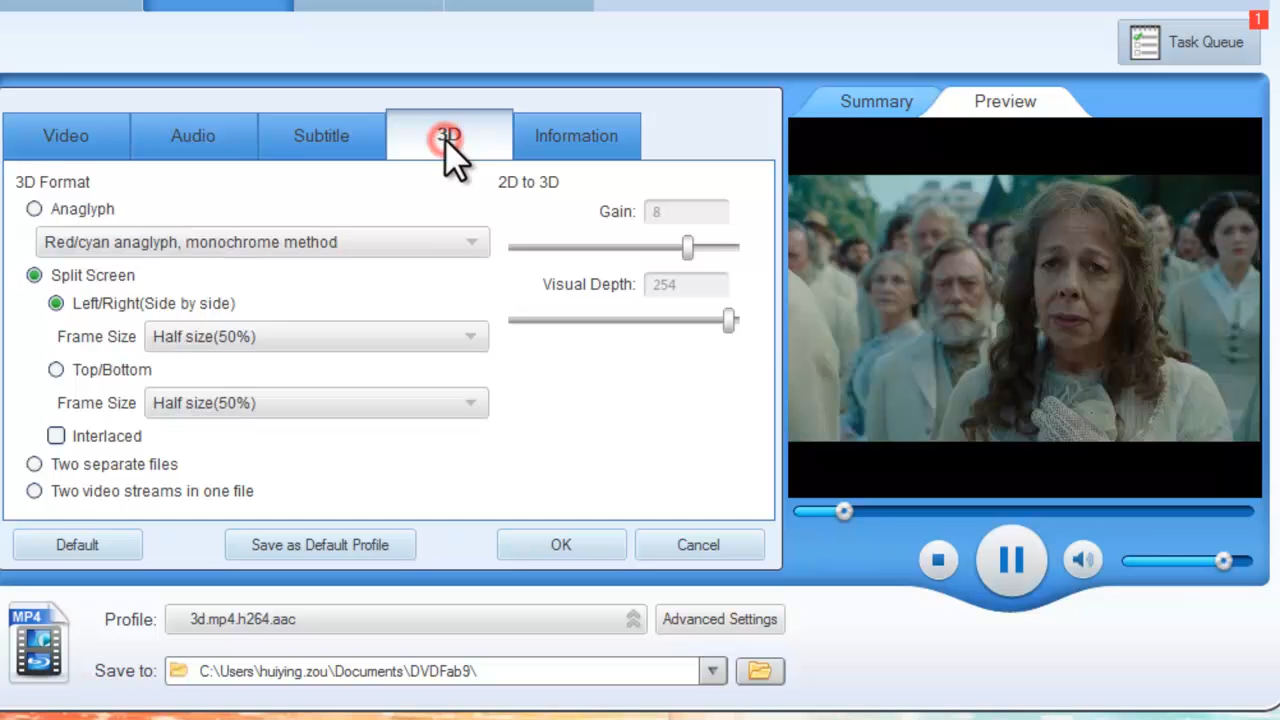 1
Task Queue
Summary
Preview
Video
Audio
Subtitle
3D
Information
3D Format
2D to 3D
Anaglyph
Gain: 8
Red/cyan anaglyph, monochrome method
Split Screen
Visual Depth: 254
Left/Right(Side by side)
Frame Size Half size(50%)
Top/Bottom
Frame Size Half size(50%)
Interlaced
Two separate files
Two video streams in one file
Default
Save as Default Profile
OK
Cancel
MP4
Profile: 3d.mp4.h264.aac
Advanced Settings
Save to: C:\Users\huiying.zou\Documents\DVDFab9\